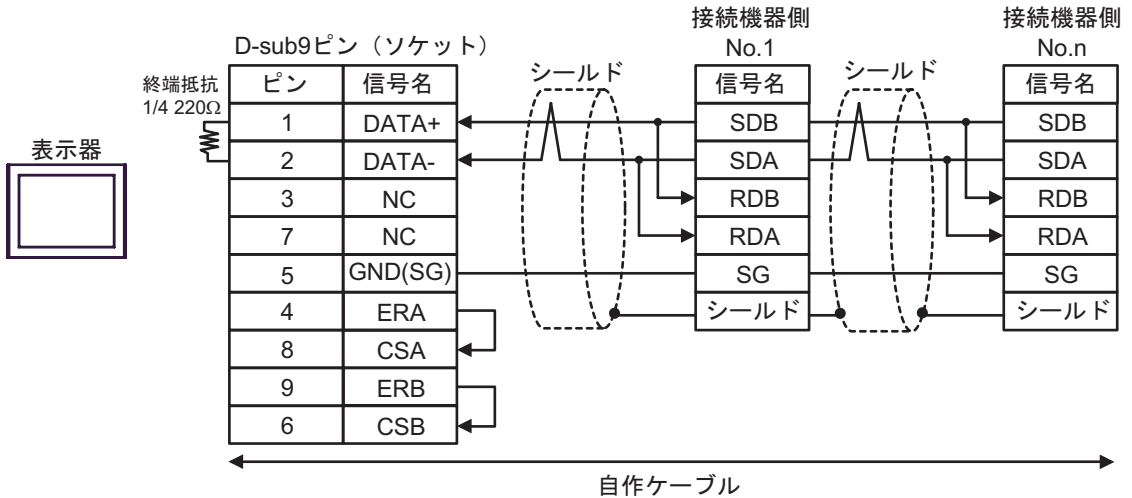 接続機器側
No.1
接続機器側
No.n
D-sub9ピン（ソケット）
シールド
シールド
終端抵抗
1/4 220Ω
表示器
ピン 信号名
1 DATA+
2 DATA-
3 NC
7 NC
5 GND(SG)
4 ERA
8 CSA
9 ERB
6 CSB
信号名
SDB
SDA
RDB
RDA
SG
シールド
信号名
SDB
SDA
RDB
RDA
SG
シールド
自作ケーブル